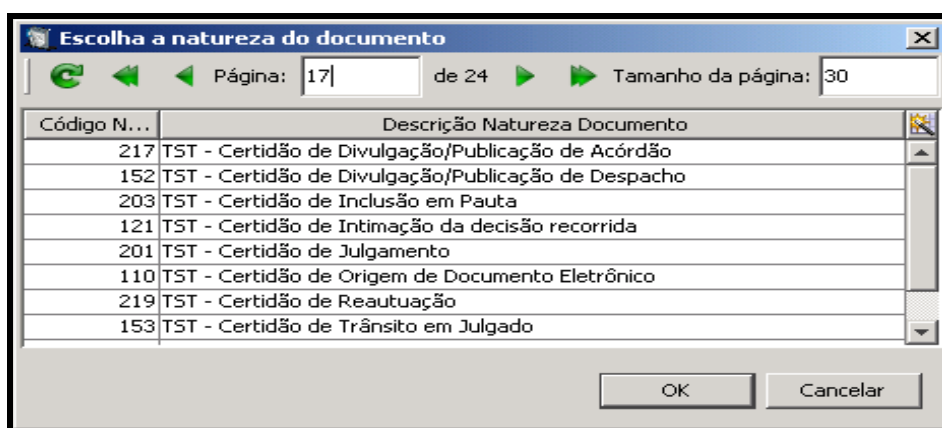 Escolha a natureza do documento
Página: 17 de 24 Tamanho da página: 30
Código N... Descrição Natureza Documento
217 TST - Certidão de Divulgação/Publicação de Acórdão
152 TST - Certidão de Divulgação/Publicação de Despacho
203 TST - Certidão de Inclusão em Pauta
121 TST - Certidão de Intimação da decisão recorrida
201 TST - Certidão de Julgamento
110 TST - Certidão de Origem de Documento Eletrônico
219 TST - Certidão de Reautuação
153 TST - Certidão de Trânsito em Julgado
OK Cancelar